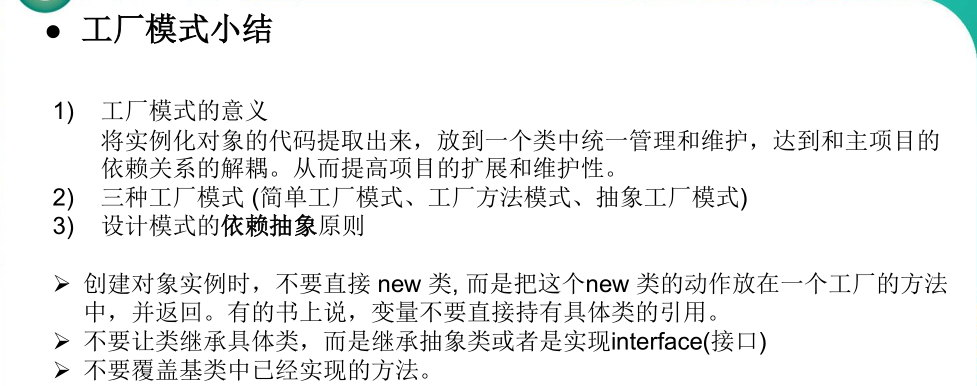 ● 工厂模式小结
1) 工厂模式的意义
将实例化对象的代码提取出来，放到一个类中统一管理和维护，达到和主项目的
依赖关系的解耦。从而提高项目的扩展和维护性。
2) 三种工厂模式 (简单工厂模式、工厂方法模式、抽象工厂模式)
3) 设计模式的依赖抽象原则
➢ 创建对象实例时，不要直接 new 类, 而是把这个new 类的动作放在一个工厂的方法
中，并返回。有的书上说，变量不要直接持有具体类的引用。
➢ 不要让类继承具体类，而是继承抽象类或者是实现interface(接口)
➢ 不要覆盖基类中已经实现的方法。